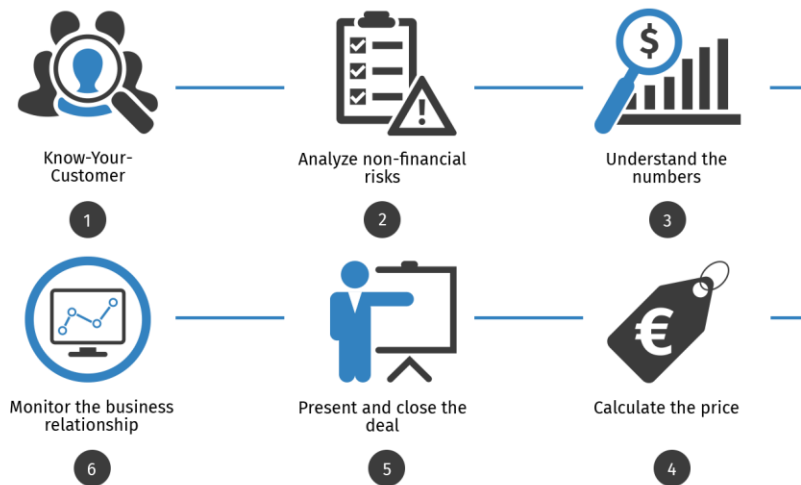 $
Know-Your-
Customer
1
Analyze non-financial
risks
2
Understand the
numbers
3
!
€
Monitor the business
relationship
6
Present and close the
deal
5
Calculate the price
4